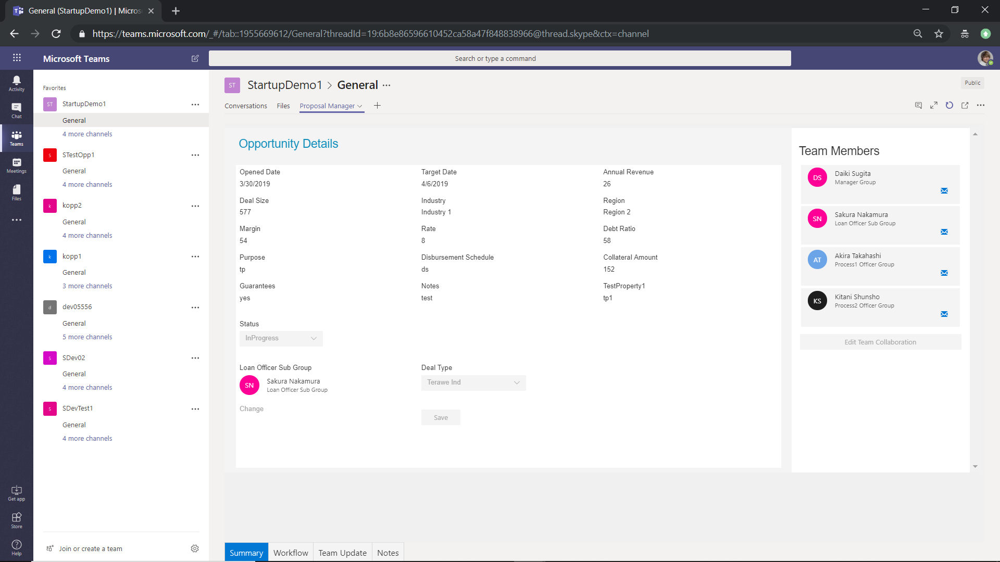 General (StartupDemo1) | Micros
https://teams.microsoft.com/_#/tab::1955669612/General?threadId=19:6b8e86596610452ca58a47f848838966@thread.skype&ctx=channel
Microsoft Teams
Search or type a command
Activity
Chat
Teams
Meetings
Files
Get app
Store
Help
Favorites
ST StartupDemo1
General
4 more channels
S STestOpp1
General
4 more channels
k kopp2
General
4 more channels
k kopp1
General
3 more channels
d dev05556
General
5 more channels
S SDev02
General
4 more channels
S SDevTest1
General
4 more channels
Join or create a team
ST StartupDemo1 > General ...
Public
Conversations Files Proposal Manager
Opportunity Details
Opened Date Target Date Annual Revenue
3/30/2019 4/6/2019 26
Deal Size Industry Region
577 Industry 1 Region 2
Margin Rate Debt Ratio
54 8 58
Purpose Disbursement Schedule Collateral Amount
tp ds 152
Guarantees Notes TestProperty1
yes test tp1
Status
InProgress
Loan Officer Sub Group Deal Type
SN Sakura Nakamura Terawe Ind
Loan Officer Sub Group
Change
Save
Team Members
DS Daiki Sugita
Manager Group
SN Sakura Nakamura
Loan Officer Sub Group
AT Akira Takahashi
Process1 Officer Group
KS Kitani Shunsho
Process2 Officer Group
Edit Team Collaboration
Summary Workflow Team Update Notes